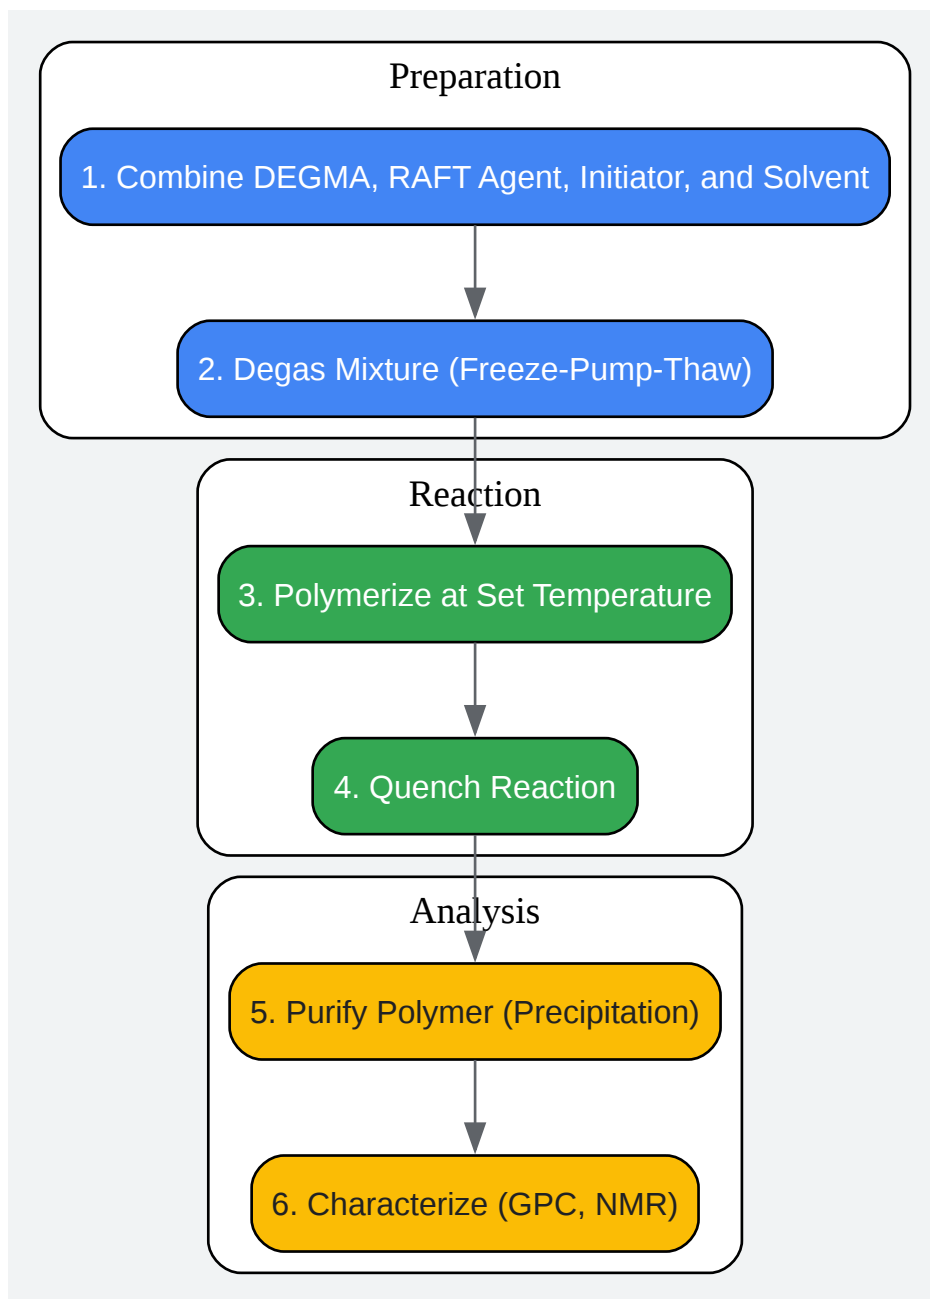 Preparation
1. Combine DEGMA, RAFT Agent, Initiator, and Solvent
2. Degas Mixture (Freeze-Pump-Thaw)
Reaction
3. Polymerize at Set Temperature
4. Quench Reaction
Analysis
5. Purify Polymer (Precipitation)
6. Characterize (GPC, NMR)